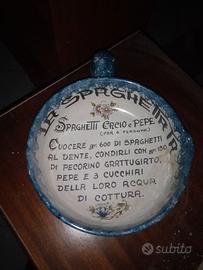 LA SPAGHETTATA
SPAGHETTI CACIO E PEPE
(PER 6 PERSONE)
CUOCERE gr. 600 DI SPAGHETTI
AL DENTE, CONDIRLI CON gr. 150
DI PECORINO GRATTUGIATO,
PEPE E 3 CUCCHIAI
DELLA LORO ACQUA
DI COTTURA.
subito